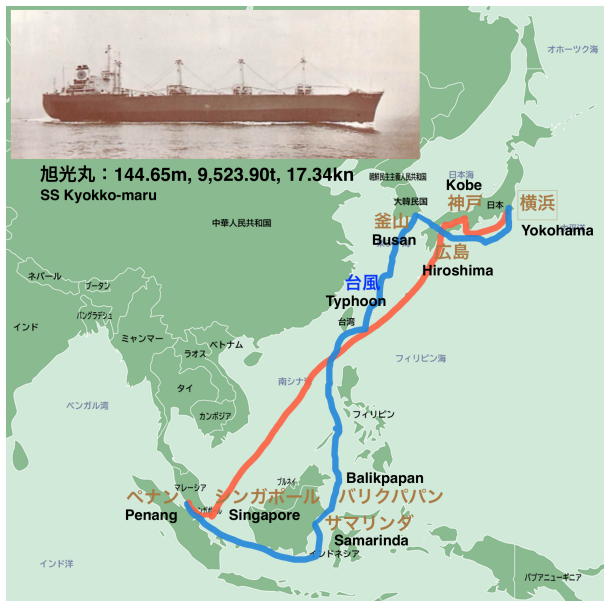 オホーツク海
旭光丸：144.65m, 9,523.90t, 17.34kn
SS Kyokko-maru
朝鮮民主主義人民共和国
日本海
Kobe
神戸
日本
横浜
大韓民国
釜山
Busan
Yokohama
広島
Hiroshima
中華人民共和国
台風
Typhoon
台湾
ネパール
ブータン
バングラデシュ
インド
ミャンマー
ラオス
ベトナム
タイ
カンボジア
フィリピン海
南シナ海
ベンガル湾
フィリピン
マレーシア
ブルネイ
Balikpapan
ペナン
シンガポール
バリクパパン
Penang
Singapore
サマリンダ
Samarinda
インドネシア
インド洋
パプアニューギニア